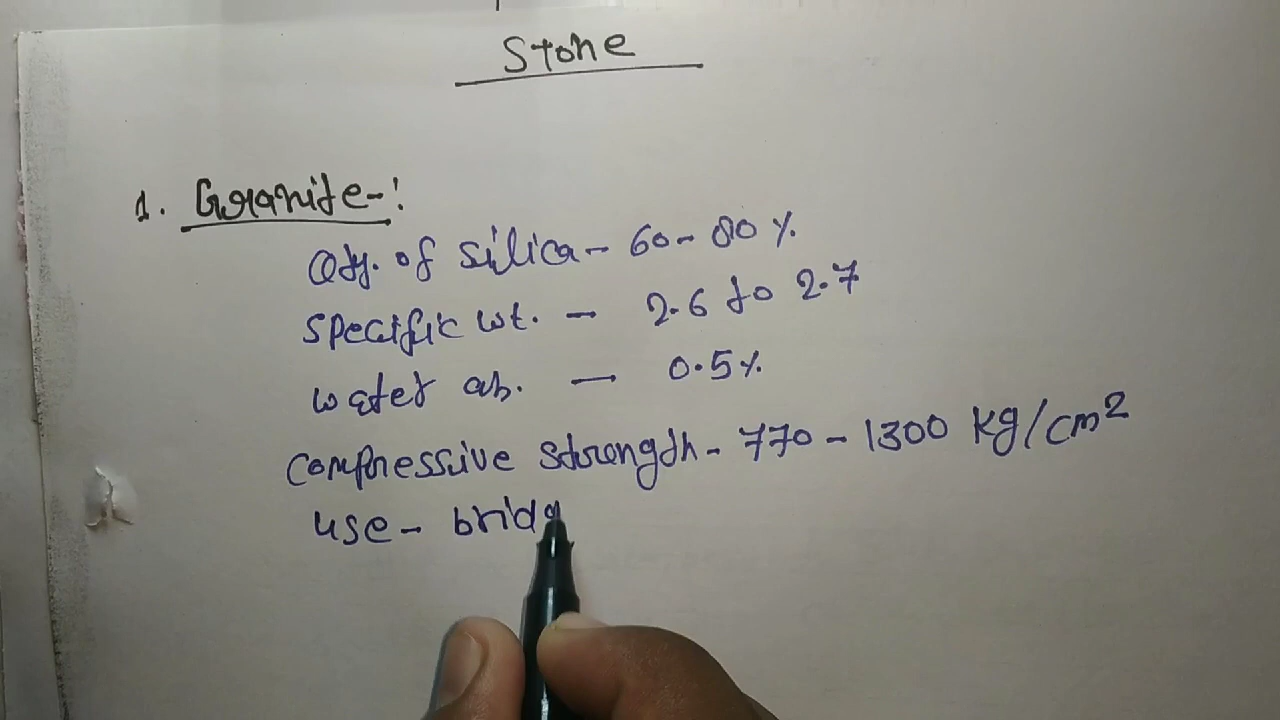 Stone
1. Granite-:
Qty. of silica - 60 - 80 %
Specific wt. - 2.6 to 2.7
water ab. - 0.5%
compressive strength - 770 - 1300 kg/cm²
use - bridg